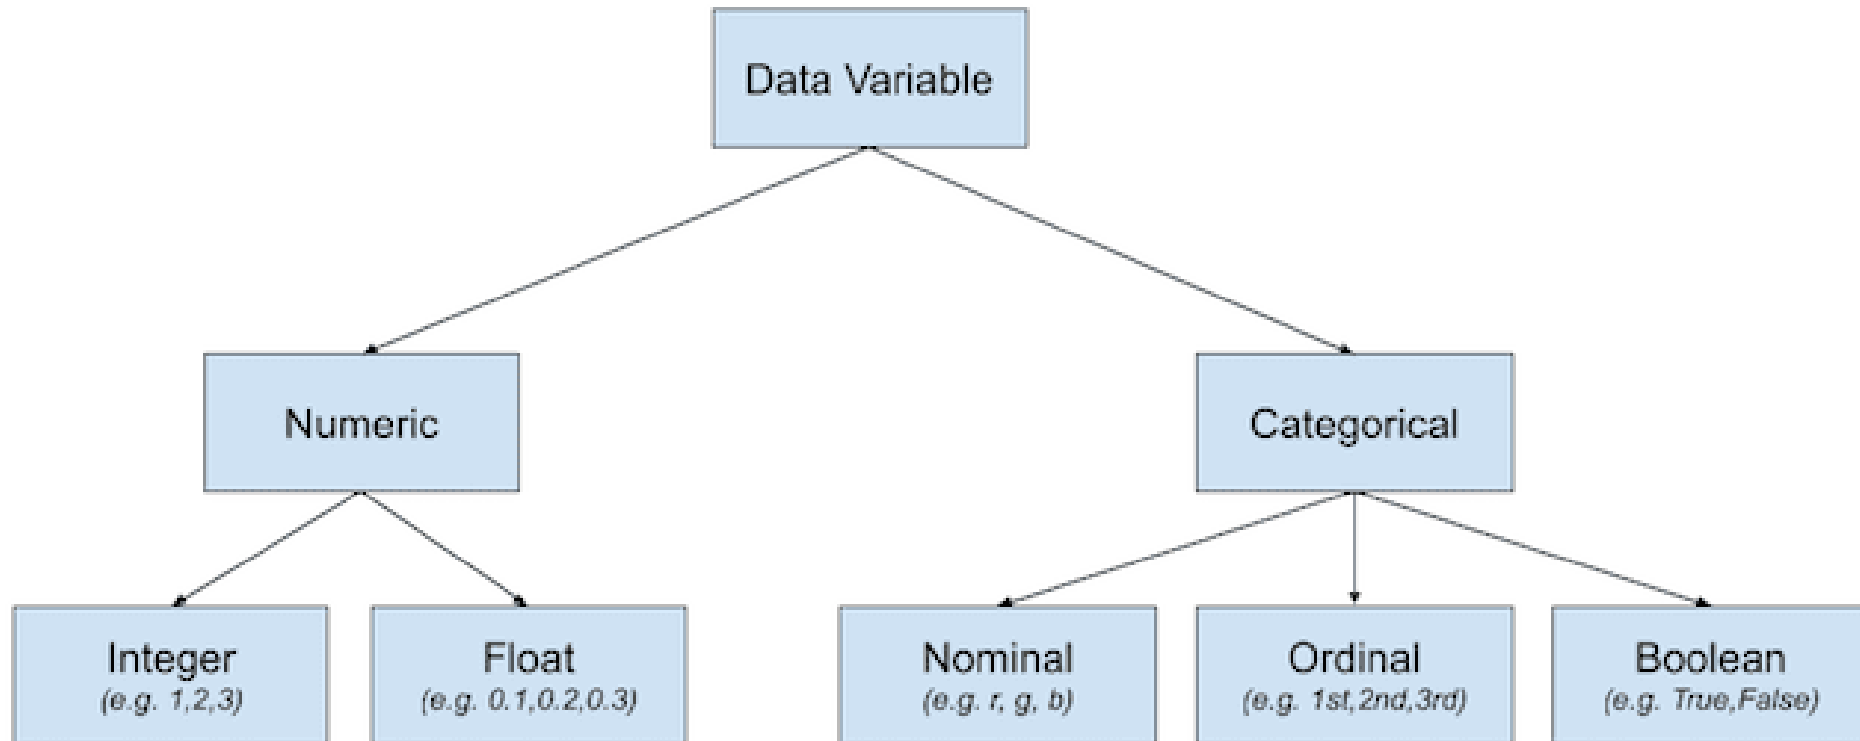 Data Variable
Numeric
Categorical
Integer
(e.g. 1,2,3)
Float
(e.g. 0.1,0.2,0.3)
Nominal
(e.g. r, g, b)
Ordinal
(e.g. 1st,2nd,3rd)
Boolean
(e.g. True,False)